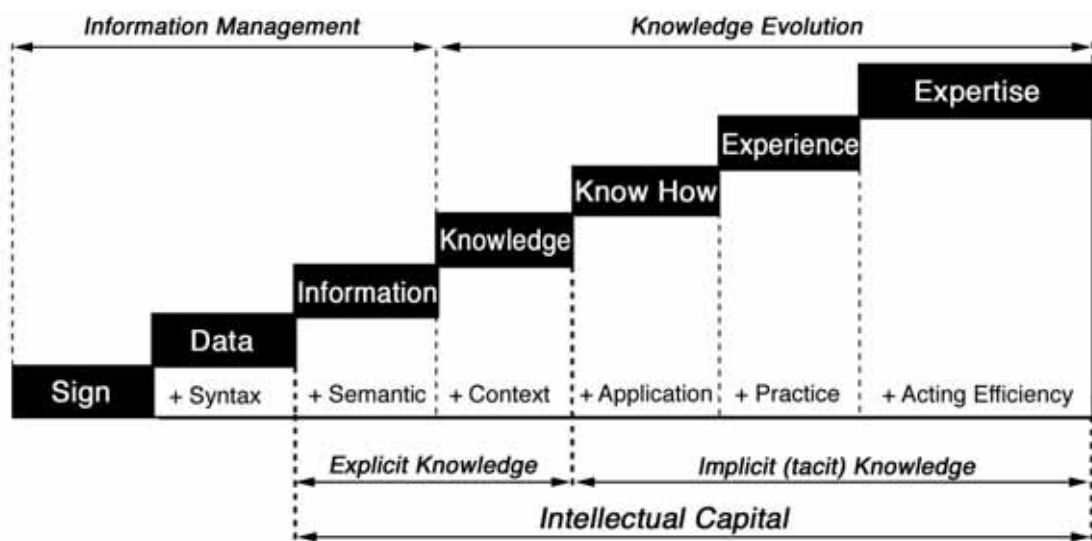 Information Management
Knowledge Evolution
Expertise
Experience
Know How
Knowledge
Information
Data
Sign
+ Syntax
+ Semantic
+ Context
+ Application
+ Practice
+ Acting Efficiency
Explicit Knowledge
Implicit (tacit) Knowledge
Intellectual Capital